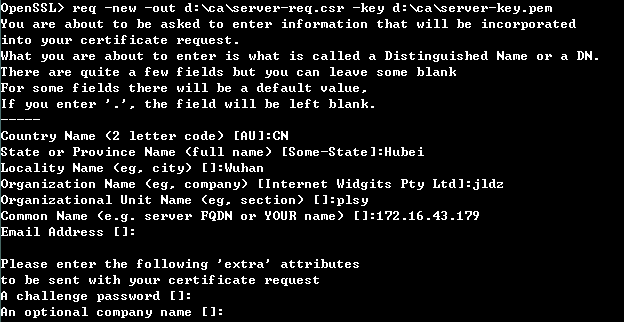 OpenSSL> req -new -out d:\ca\server-req.csr -key d:\ca\server-key.pem
You are about to be asked to enter information that will be incorporated
into your certificate request.
What you are about to enter is what is called a Distinguished Name or a DN.
There are quite a few fields but you can leave some blank
For some fields there will be a default value,
If you enter '.', the field will be left blank.
-----
Country Name (2 letter code) [AU]:CN
State or Province Name (full name) [Some-State]:Hubei
Locality Name (eg, city) []:Wuhan
Organization Name (eg, company) [Internet Widgits Pty Ltd]:jldz
Organizational Unit Name (eg, section) []:plsy
Common Name (e.g. server FQDN or YOUR name) []:172.16.43.179
Email Address []:
Please enter the following 'extra' attributes
to be sent with your certificate request
A challenge password []:
An optional company name []: